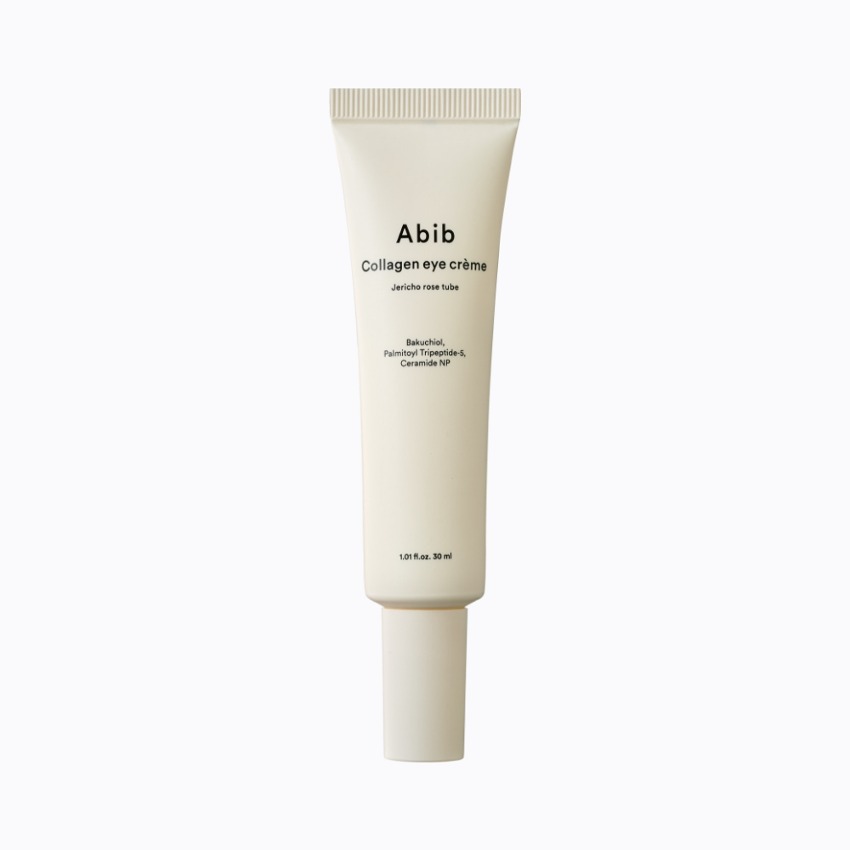 Abib
Collagen eye crème
Jericho rose tube
Bakuchiol,
Palmitoyl Tripeptide-5,
Ceramide NP
1.01 fl.oz. 30 ml